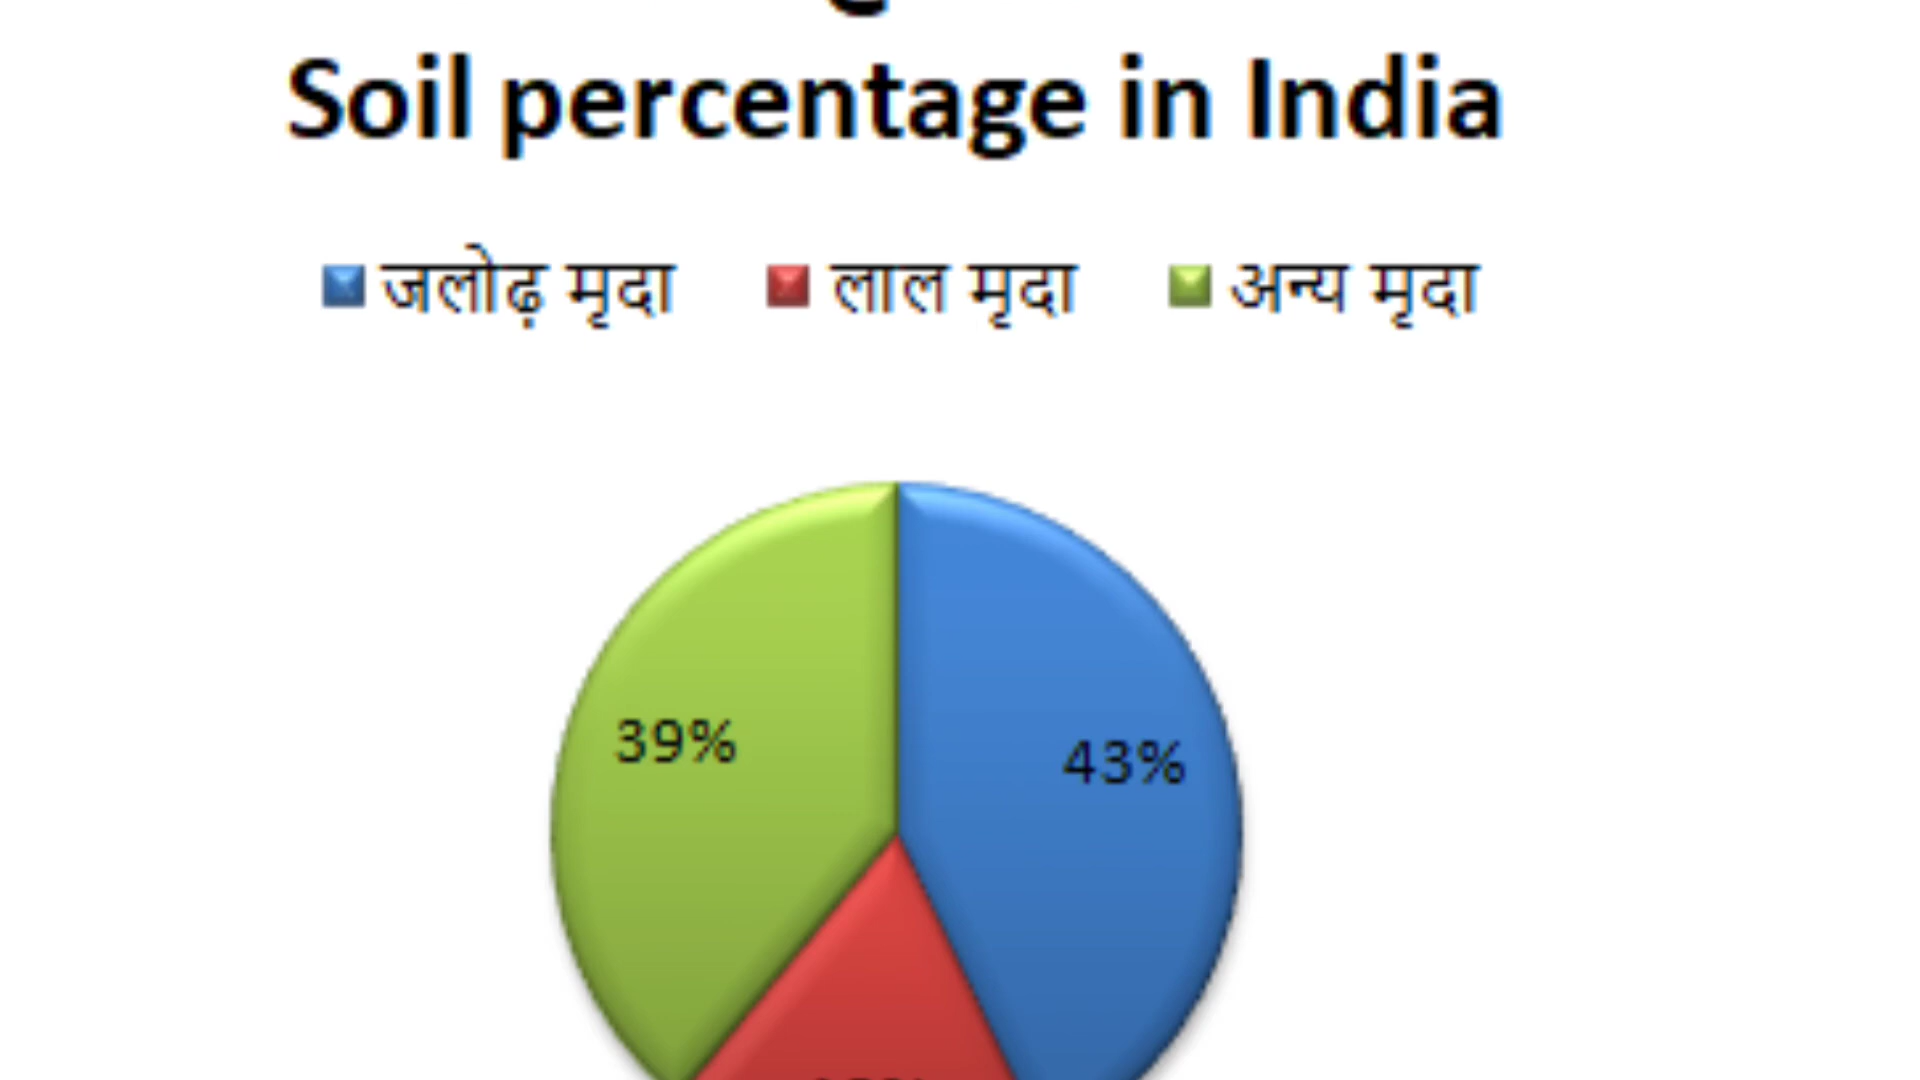 Soil percentage in India
जलोढ़ मृदा लाल मृदा अन्य मृदा
39%
43%